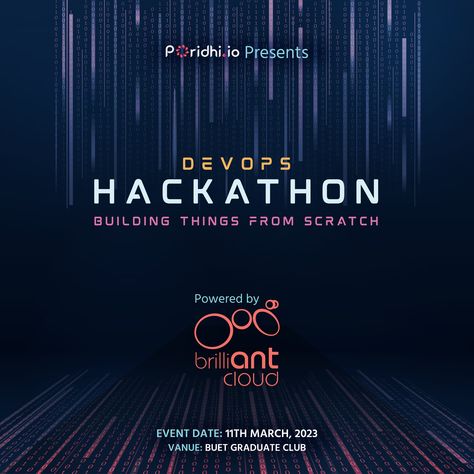 Poridhi.io Presents
DEVOPS
HACKATHON
BUILDING THINGS FROM SCRATCH
Powered by
brilliant
cloud
EVENT DATE: 11TH MARCH, 2023
VENUE: BUET GRADUATE CLUB